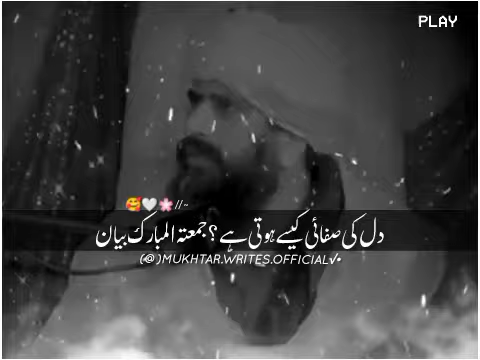 PLAY
🥰🤍🌸//~
دل کی صفائی کیسے ہوتی ہے؟ جمعتہ المبارک بیان
(@)MUKHTAR.WRITES.OFFICIAL√•